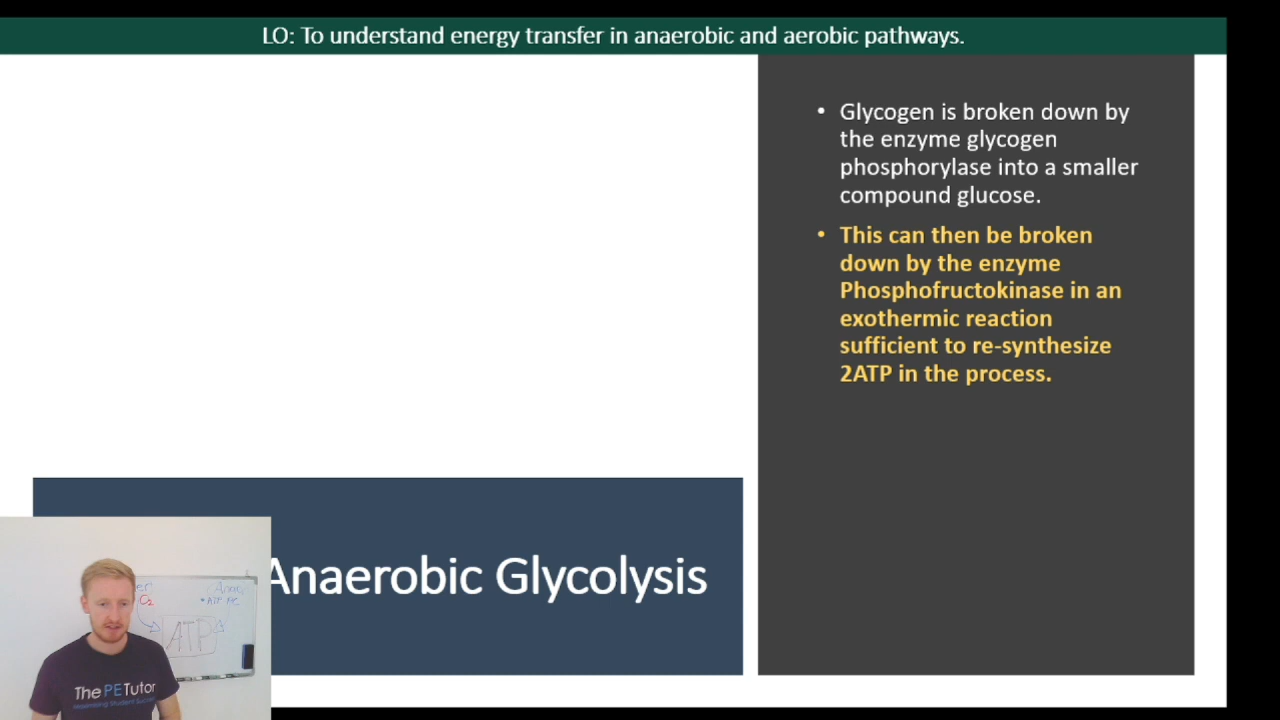 LO: To understand energy transfer in anaerobic and aerobic pathways.
• Glycogen is broken down by
the enzyme glycogen
phosphorylase into a smaller
compound glucose.
• This can then be broken
down by the enzyme
Phosphofructokinase in an
exothermic reaction
sufficient to re-synthesize
2ATP in the process.
Anaerobic Glycolysis
ATP
The PE Tutor